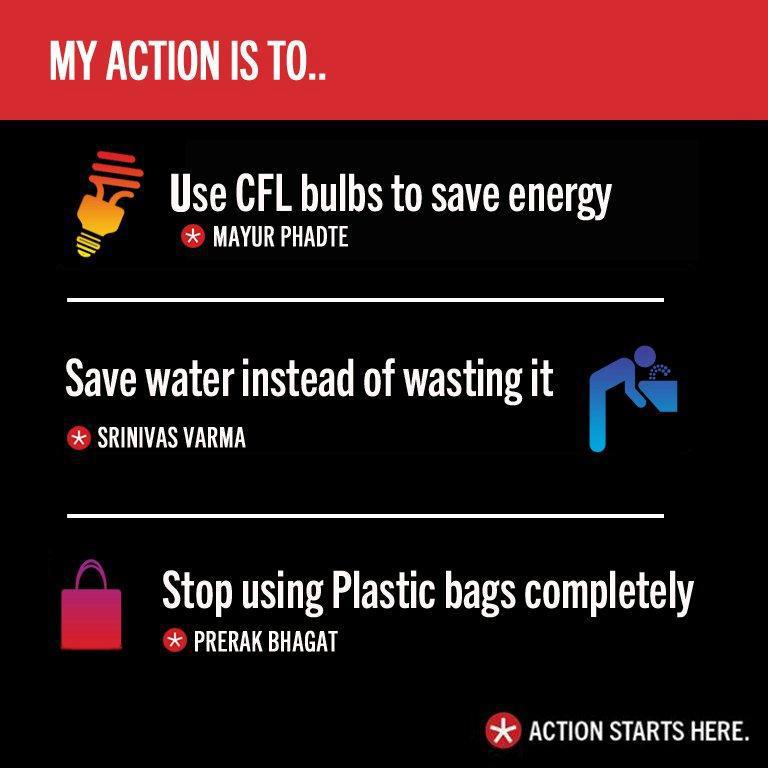 MY ACTION IS TO..
Use CFL bulbs to save energy
MAYUR PHADTE
Save water instead of wasting it
SRINIVAS VARMA
Stop using Plastic bags completely
PRERAK BHAGAT
ACTION STARTS HERE.